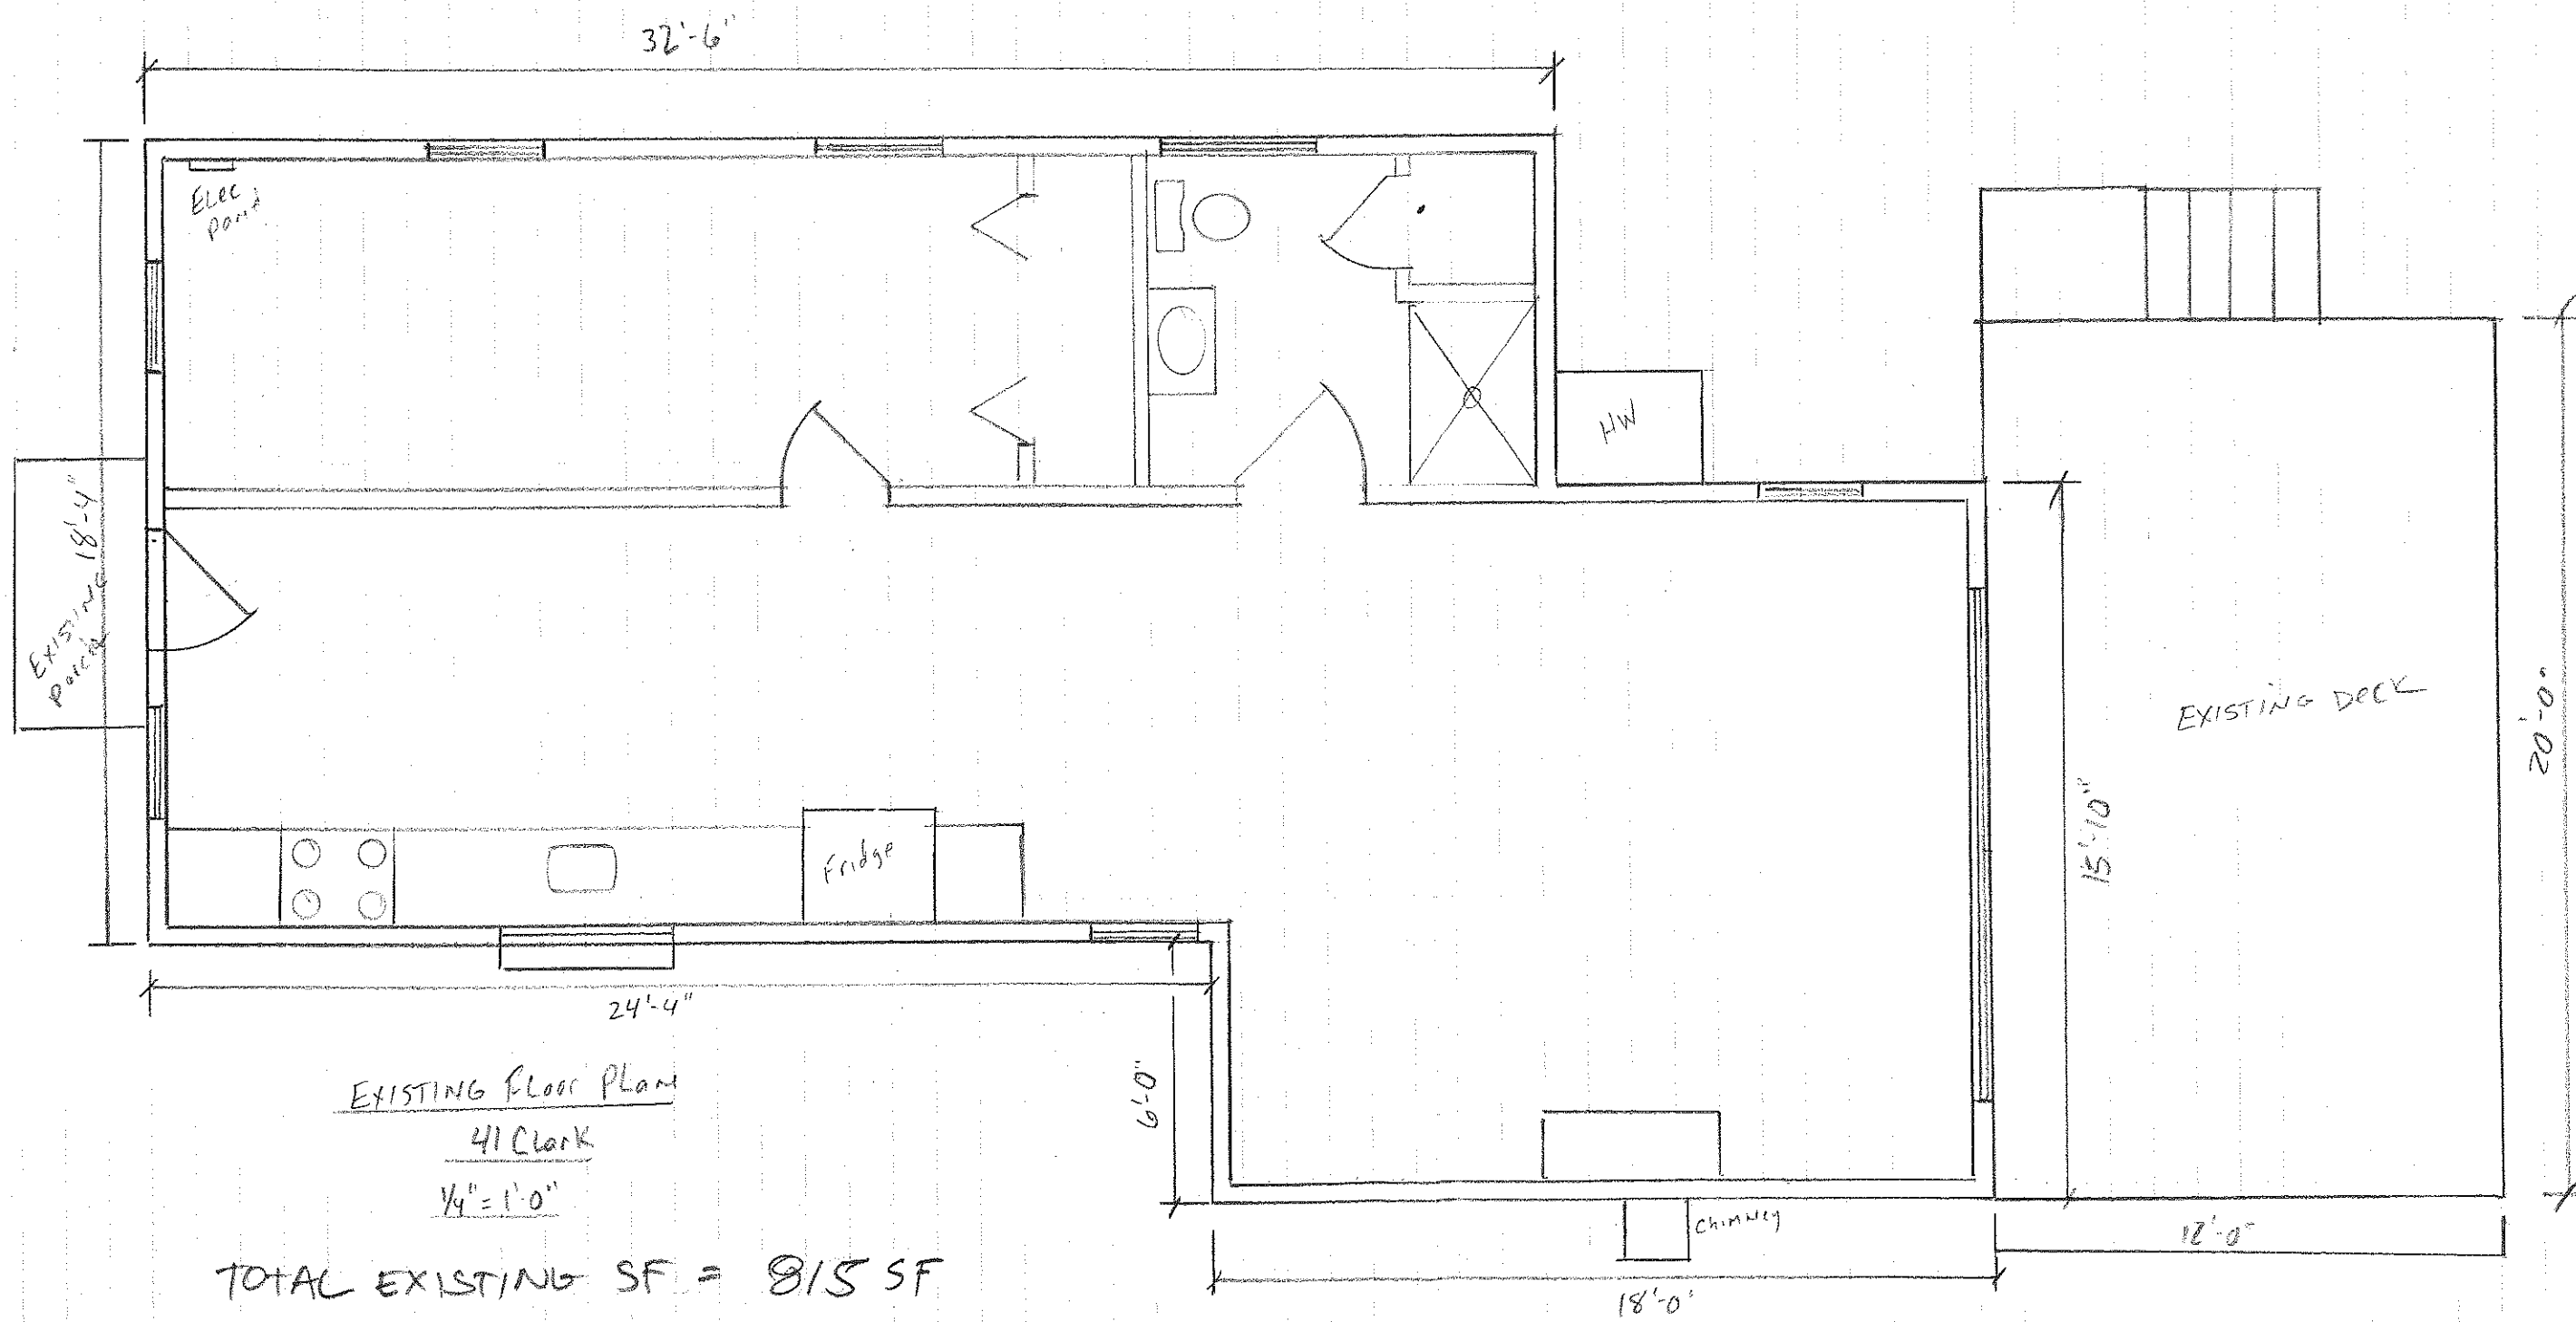 32'-6"
ELEC
panel
HW
18'-4"
EXISTING
porch
EXISTING DECK
20'-0"
15'-10"
Fridge
24'-4"
6'-0"
EXISTING FLOOR PLAN
41 Clark
1/4" = 1'-0"
Chimney
12'-0"
TOTAL EXISTING SF = 815 SF
18'-0"